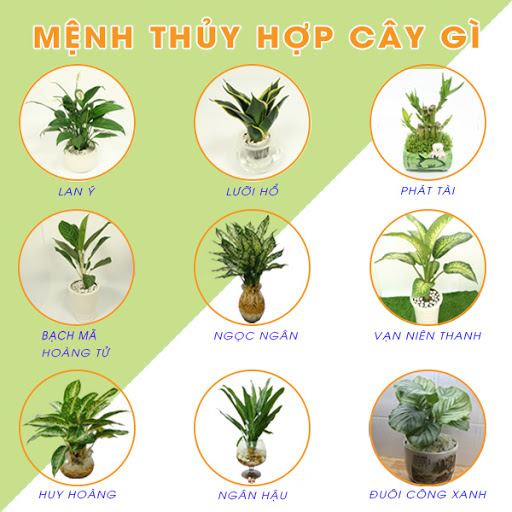 MỆNH THỦY HỢP CÂY GÌ
LAN Ý
LƯỠI HỔ
PHÁT TÀI
BẠCH MÃ
HOÀNG TỬ
NGỌC NGÂN
VẠN NIÊN THANH
HUY HOÀNG
NGÂN HẬU
ĐUÔI CÔNG XANH